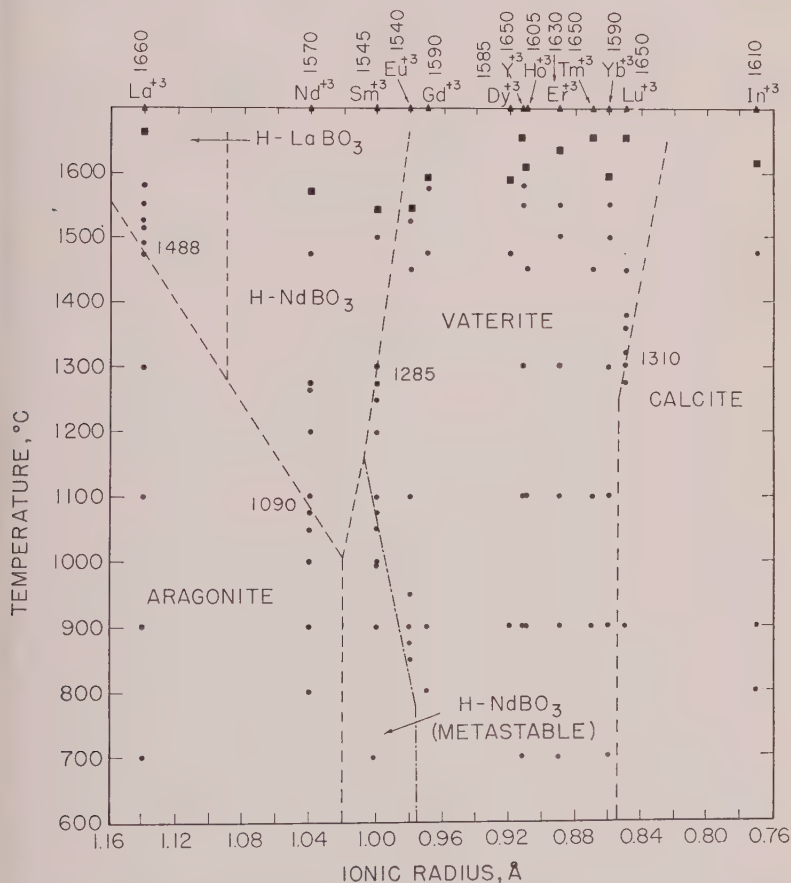 1660 1570 1545 1540 1590 1585 1650 1605 1630 1650 1590 1650 1610
La+3 Nd+3 Sm+3 Eu+3 Gd+3 Dy+3 Y+3 Ho+3 Er+3 Tm+3 Yb+3 Lu+3 In+3
H-LaBO3
1600
1500
1488
1400
H-NdBO3
VATERITE
1300
1285
1310
CALCITE
1200
1100
1090
1000
ARAGONITE
900
800
H-NdBO3
(METASTABLE)
700
600
TEMPERATURE, °C
1.16 1.12 1.08 1.04 1.00 0.96 0.92 0.88 0.84 0.80 0.76
IONIC RADIUS, Å